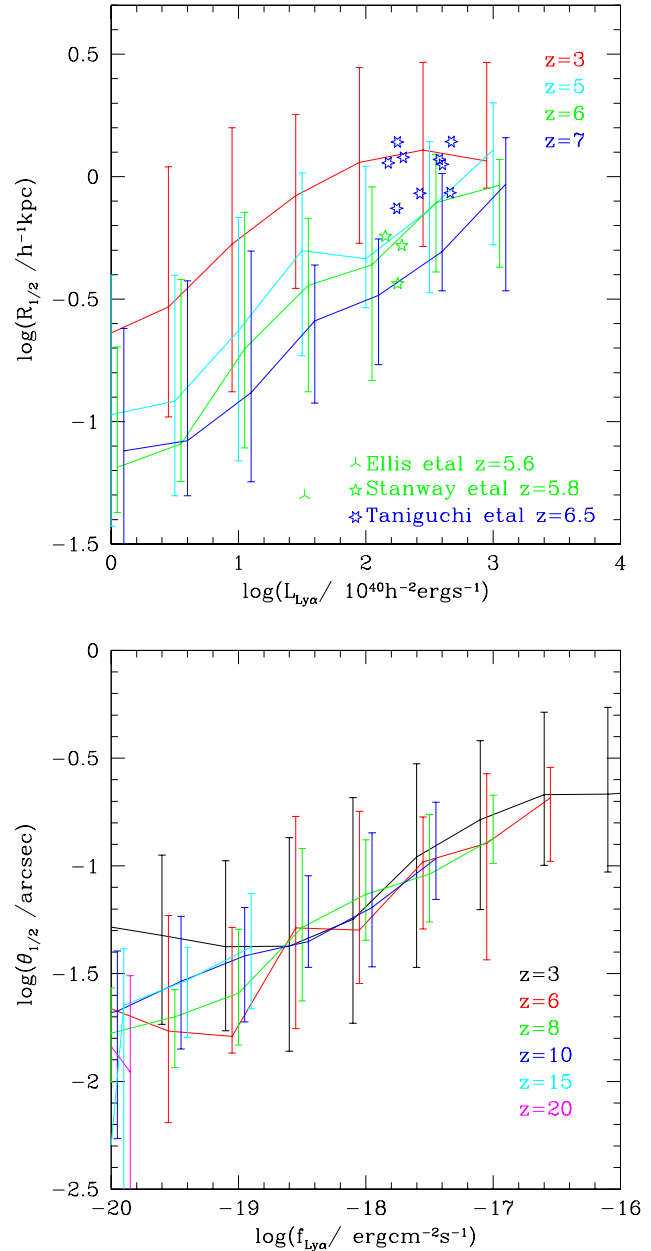 0.5
0
−0.5
−1
−1.5
log(R1/2 /h−1kpc)
z=3
z=5
z=6
z=7
Ellis etal z=5.6
Stanway etal z=5.8
Taniguchi etal z=6.5
0 1 2 3 4
log(LLyα/ 10⁴⁰h−2ergs−1)
0
−0.5
−1
−1.5
−2
−2.5
log(θ1/2 /arcsec)
z=3
z=6
z=8
z=10
z=15
z=20
−20 −19 −18 −17 −16
log(fLyα/ ergcm−2s−1)